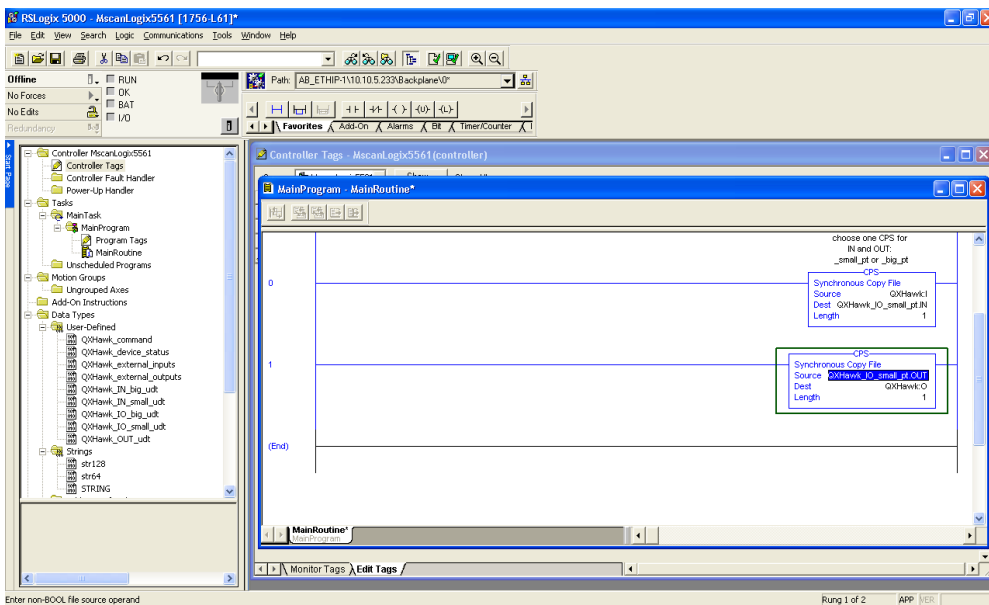 RSLogix 5000 - MscanLogix5561 [1756-L61]*
File Edit View Search Logic Communications Tools Window Help
Offline
RUN
No Forces
OK
No Edits
BAT
Redundancy
I/O
Path: AB_ETHIP-1\10.10.5.233\Backplane\0*
Favorites Add-On Alarms Bit Timer/Counter
Start Page
Controller MscanLogix5561
Controller Tags
Controller Fault Handler
Power-Up Handler
Tasks
MainTask
MainProgram
Program Tags
MainRoutine
Unscheduled Programs
Motion Groups
Ungrouped Axes
Add-On Instructions
Data Types
User-Defined
QXHawk_command
QXHawk_device_status
QXHawk_external_inputs
QXHawk_external_outputs
QXHawk_IN_big_udt
QXHawk_IN_small_udt
QXHawk_IO_big_udt
QXHawk_IO_small_udt
QXHawk_OUT_udt
Strings
str128
str64
STRING
Controller Tags - MscanLogix5561(controller)
MainProgram - MainRoutine*
choose one CPS for
IN and OUT:
_small_pt or _big_pt
0
CPS
Synchronous Copy File
Source QXHawk:I
Dest QXHawk_IO_small_pt.IN
Length 1
1
CPS
Synchronous Copy File
Source QXHawk_IO_small_pt.OUT
Dest QXHawk:O
Length 1
(End)
MainRoutine*
MainProgram
Monitor Tags Edit Tags
Enter non-BOOL file source operand
Rung 1 of 2 APP VER